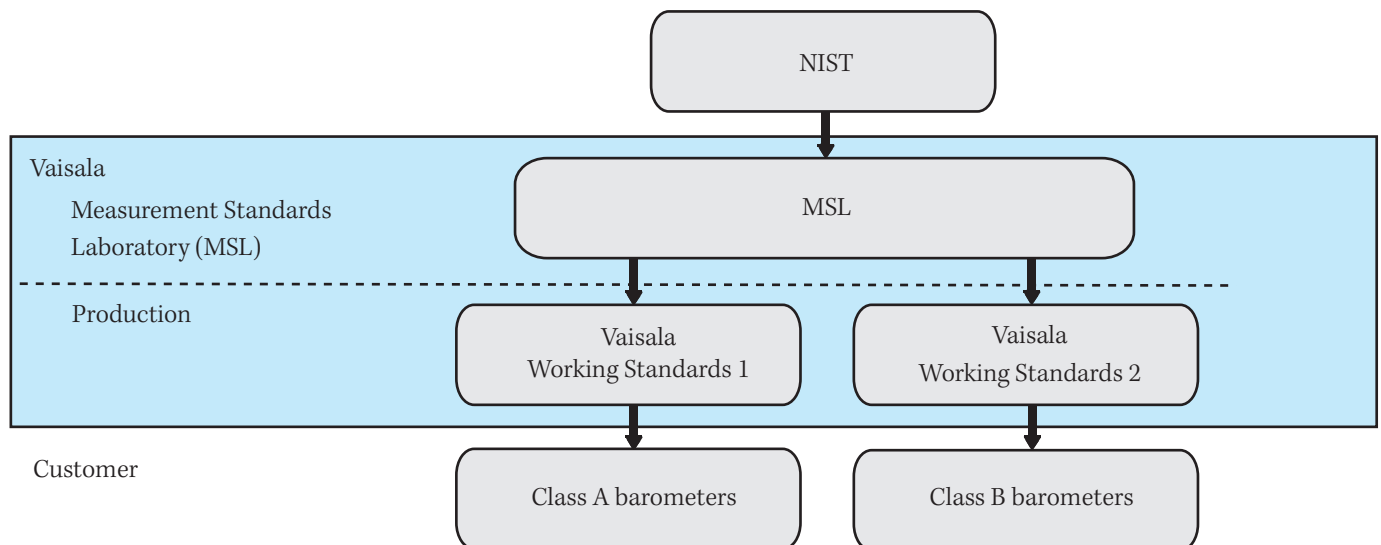 NIST
Vaisala
Measurement Standards
Laboratory (MSL)
MSL
Production
Vaisala
Working Standards 1
Vaisala
Working Standards 2
Customer
Class A barometers
Class B barometers